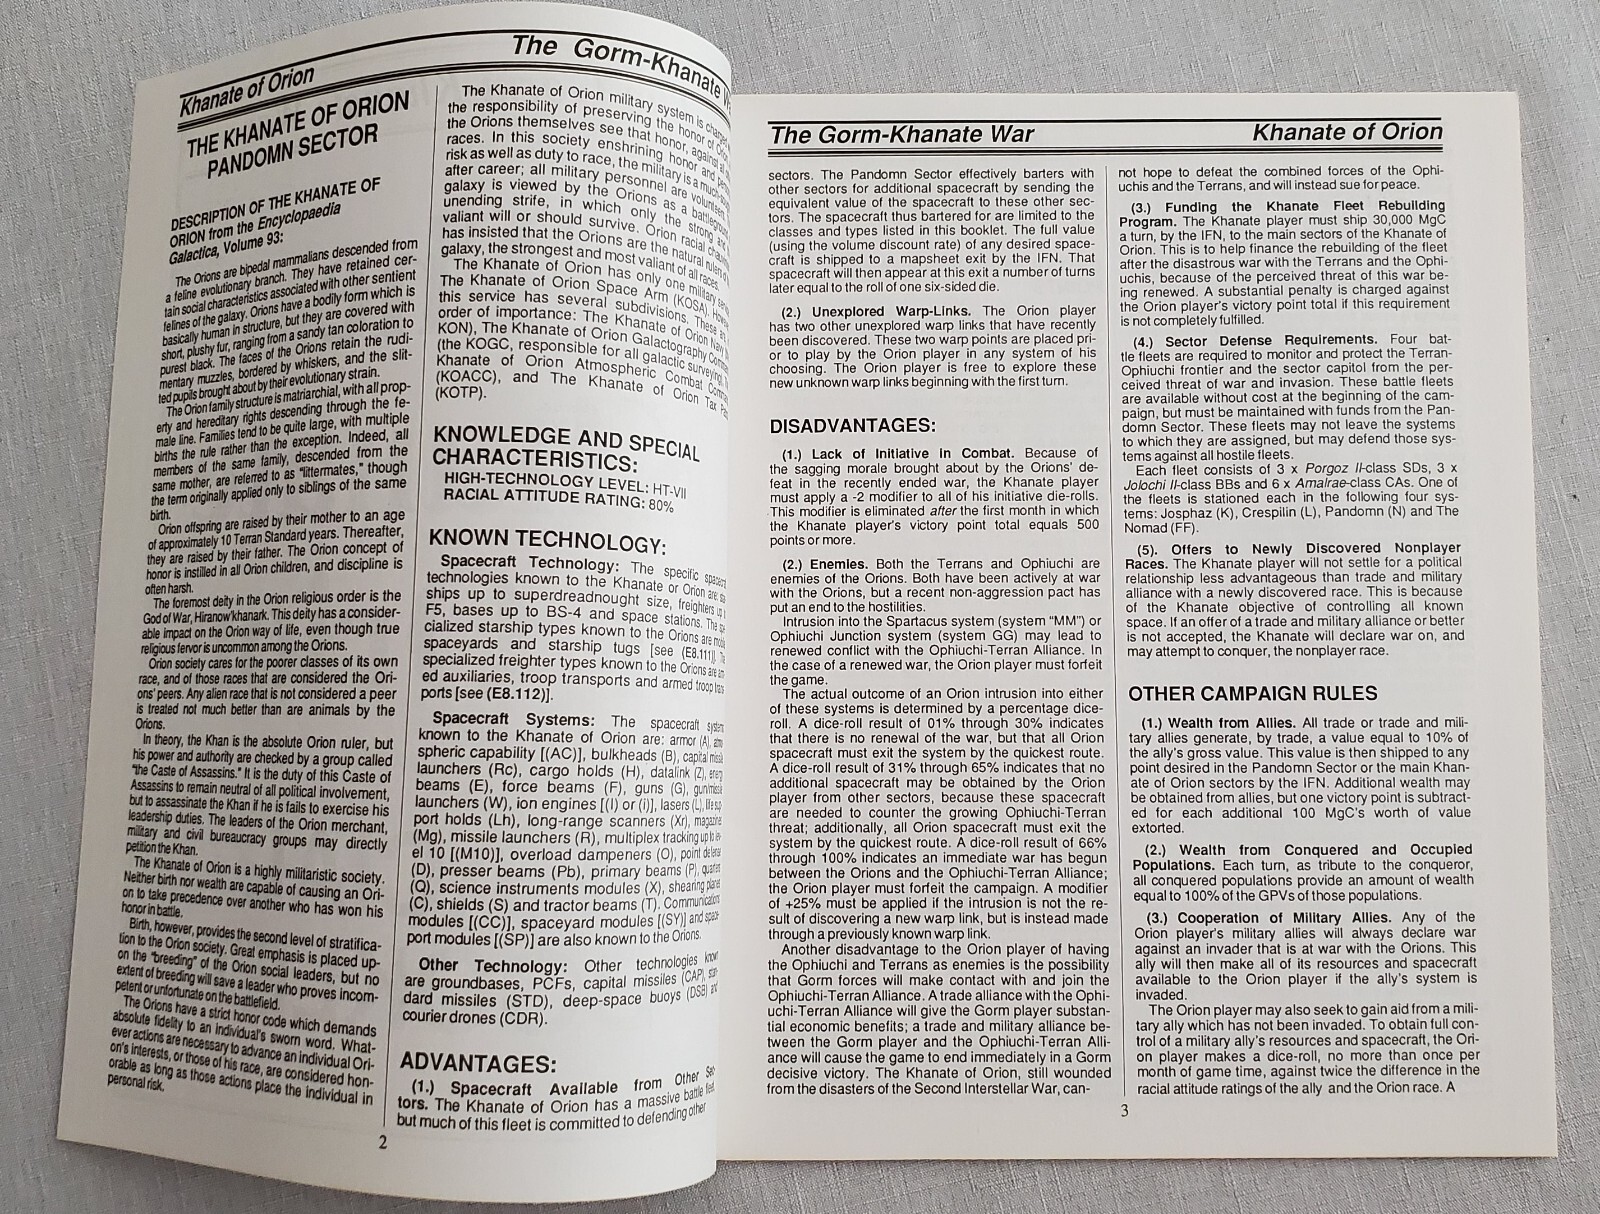 Khanate of Orion
The Gorm-Khanate
THE KHANATE OF ORION
PANDOMN SECTOR
DESCRIPTION OF THE KHANATE OF
ORION from the Encyclopaedia
Galactica, Volume 93:
The Orions are bipedal mammalians descended from
a feline evolutionary branch. They have retained cer-
tain social characteristics associated with other sentient
felines of the galaxy. Orions have a bodily form which is
basically human in structure, but they are covered with
short, plushy fur, ranging from a sandy tan coloration to
purest black. The faces of the Orions retain the rudi-
mentary muzzles, bordered by whiskers, and the slit-
ted pupils brought about by their evolutionary strain.
The Orion family structure is matriarchial, with all prop-
erty and hereditary rights descending through the fe-
male line. Families tend to be quite large, with multiple
births the rule rather than the exception. Indeed, all
members of the same family, descended from the
same mother, are referred to as "littermates," though
the term originally applied only to siblings of the same
birth.
Orion offspring are raised by their mother to an age
of approximately 10 Terran Standard years. Thereafter,
they are raised by their father. The Orion concept of
honor is instilled in all Orion children, and discipline is
often harsh.
The foremost deity in the Orion religious order is the
God of War, Hiranow'khanark. This deity has a consider-
able impact on the Orion way of life, even though true
religious fervor is uncommon among the Orions.
Orion society cares for the poorer classes of its own
race, and of those races that are considered the Ori-
ons' peers. Any alien race that is not considered a peer
is treated not much better than are animals by the
Orions.
In theory, the Khan is the absolute Orion ruler, but
his power and authority are checked by a group called
"the Caste of Assassins." It is the duty of this Caste of
Assassins to remain neutral of all political involvement,
but to assassinate the Khan if he is fails to exercise his
leadership duties. The leaders of the Orion merchant,
military and civil bureaucracy groups may directly
petition the Khan.
The Khanate of Orion is a highly militaristic society.
Neither birth nor wealth are capable of causing an Ori-
on to take precedence over another who has won his
honor in battle.
Birth, however, provides the second level of stratifica-
tion to the Orion society. Great emphasis is placed up-
on the "breeding" of the Orion social leaders, but no
extent of breeding will save a leader who proves incom-
petent or unfortunate on the battlefield.
The Orions have a strict honor code which demands
absolute fidelity to an individual's sworn word. What-
ever actions are necessary to advance an individual Ori-
on's interests, or those of his race, are considered hon-
orable as long as those actions place the individual in
personal risk.
The Khanate of Orion military system is charged
the responsibility of preserving the honor of
the Orions themselves see that honor, against
races. In this society enshrining honor and
risk as well as duty to race, the military is a
after career; all military personnel are
galaxy is viewed by the Orions as a
unending strife, in which only the strong and
valiant will or should survive. Orion racial
has insisted that the Orions are the natural
galaxy, the strongest and most valiant of all races.
The Khanate of Orion has only one military
The Khanate of Orion Space Arm (KOSA).
this service has several subdivisions. These
order of importance: The Khanate of Orion
KON), The Khanate of Orion Galactography
(the KOGC, responsible for all galactic surveying),
Khanate of Orion Atmospheric Combat
(KOACC), and The Khanate of Orion Tax
(KOTP).
KNOWLEDGE AND SPECIAL
CHARACTERISTICS:
HIGH-TECHNOLOGY LEVEL: HT-VII
RACIAL ATTITUDE RATING: 80%
KNOWN TECHNOLOGY:
Spacecraft Technology: The specific
technologies known to the Khanate or Orion are:
ships up to superdreadnought size, freighters up
F5, bases up to BS-4 and space stations. The
cialized starship types known to the Orions are
spaceyards and starship tugs [see (E8.111)].
specialized freighter types known to the Orions are
ed auxiliaries, troop transports and armed troop
ports [see (E8.112)].
Spacecraft Systems: The spacecraft
known to the Khanate of Orion are: armor (A),
spheric capability [(AC)], bulkheads (B), capital
launchers (Rc), cargo holds (H), datalink (Z),
beams (E), force beams (F), guns (G),
launchers (W), ion engines [(I) or (i)], lasers (L),
port holds (Lh), long-range scanners (Xr),
(Mg), missile launchers (R), multiplex tracking up to
el 10 [(M10)], overload dampeners (O), point
(D), presser beams (Pb), primary beams (P),
(Q), science instruments modules (X), shearing
(C), shields (S) and tractor beams (T). Communications
modules [(CC)], spaceyard modules [(SY)] and
port modules [(SP)] are also known to the Orions.
Other Technology: Other technologies
are groundbases, PCFs, capital missiles (CAP),
dard missiles (STD), deep-space buoys (DSB) and
courier drones (CDR).
ADVANTAGES:
(1.) Spacecraft Available from Other Sec-
tors. The Khanate of Orion has a massive battle
but much of this fleet is committed to defending other
2
The Gorm-Khanate War
Khanate of Orion
sectors. The Pandomn Sector effectively barters with
other sectors for additional spacecraft by sending the
equivalent value of the spacecraft to these other sec-
tors. The spacecraft thus bartered for are limited to the
classes and types listed in this booklet. The full value
(using the volume discount rate) of any desired space-
craft is shipped to a mapsheet exit by the IFN. That
spacecraft will then appear at this exit a number of turns
later equal to the roll of one six-sided die.
(2.) Unexplored Warp-Links. The Orion player
has two other unexplored warp links that have recently
been discovered. These two warp points are placed pri-
or to play by the Orion player in any system of his
choosing. The Orion player is free to explore these
new unknown warp links beginning with the first turn.
DISADVANTAGES:
(1.) Lack of Initiative in Combat. Because of
the sagging morale brought about by the Orions' de-
feat in the recently ended war, the Khanate player
must apply a -2 modifier to all of his initiative die-rolls.
This modifier is eliminated after the first month in which
the Khanate player's victory point total equals 500
points or more.
(2.) Enemies. Both the Terrans and Ophiuchi are
enemies of the Orions. Both have been actively at war
with the Orions, but a recent non-aggression pact has
put an end to the hostilities.
Intrusion into the Spartacus system (system "MM") or
Ophiuchi Junction system (system GG) may lead to
renewed conflict with the Ophiuchi-Terran Alliance. In
the case of a renewed war, the Orion player must forfeit
the game.
The actual outcome of an Orion intrusion into either
of these systems is determined by a percentage dice-
roll. A dice-roll result of 01% through 30% indicates
that there is no renewal of the war, but that all Orion
spacecraft must exit the system by the quickest route.
A dice-roll result of 31% through 65% indicates that no
additional spacecraft may be obtained by the Orion
player from other sectors, because these spacecraft
are needed to counter the growing Ophiuchi-Terran
threat; additionally, all Orion spacecraft must exit the
system by the quickest route. A dice-roll result of 66%
through 100% indicates an immediate war has begun
between the Orions and the Ophiuchi-Terran Alliance;
the Orion player must forfeit the campaign. A modifier
of +25% must be applied if the intrusion is not the re-
sult of discovering a new warp link, but is instead made
through a previously known warp link.
Another disadvantage to the Orion player of having
the Ophiuchi and Terrans as enemies is the possibility
that Gorm forces will make contact with and join the
Ophiuchi-Terran Alliance. A trade alliance with the Ophi-
uchi-Terran Alliance will give the Gorm player substan-
tial economic benefits; a trade and military alliance be-
tween the Gorm player and the Ophiuchi-Terran Alli-
ance will cause the game to end immediately in a Gorm
decisive victory. The Khanate of Orion, still wounded
from the disasters of the Second Interstellar War, can-
not hope to defeat the combined forces of the Ophi-
uchis and the Terrans, and will instead sue for peace.
(3.) Funding the Khanate Fleet Rebuilding
Program. The Khanate player must ship 30,000 MgC
a turn, by the IFN, to the main sectors of the Khanate of
Orion. This is to help finance the rebuilding of the fleet
after the disastrous war with the Terrans and the Ophi-
uchis, because of the perceived threat of this war be-
ing renewed. A substantial penalty is charged against
the Orion player's victory point total if this requirement
is not completely fulfilled.
(4.) Sector Defense Requirements. Four bat-
tle fleets are required to monitor and protect the Terran-
Ophiuchi frontier and the sector capitol from the per-
ceived threat of war and invasion. These battle fleets
are available without cost at the beginning of the cam-
paign, but must be maintained with funds from the Pan-
domn Sector. These fleets may not leave the systems
to which they are assigned, but may defend those sys-
tems against all hostile fleets.
Each fleet consists of 3 x Porgoz II-class SDs, 3 x
Jolochi II-class BBs and 6 x Amalrae-class CAs. One of
the fleets is stationed each in the following four sys-
tems: Josphaz (K), Crespilin (L), Pandomn (N) and The
Nomad (FF).
(5). Offers to Newly Discovered Nonplayer
Races. The Khanate player will not settle for a political
relationship less advantageous than trade and military
alliance with a newly discovered race. This is because
of the Khanate objective of controlling all known
space. If an offer of a trade and military alliance or better
is not accepted, the Khanate will declare war on, and
may attempt to conquer, the nonplayer race.
OTHER CAMPAIGN RULES
(1.) Wealth from Allies. All trade or trade and mili-
tary allies generate, by trade, a value equal to 10% of
the ally's gross value. This value is then shipped to any
point desired in the Pandomn Sector or the main Khan-
ate of Orion sectors by the IFN. Additional wealth may
be obtained from allies, but one victory point is subtract-
ed for each additional 100 MgC's worth of value
extorted.
(2.) Wealth from Conquered and Occupied
Populations. Each turn, as tribute to the conqueror,
all conquered populations provide an amount of wealth
equal to 100% of the GPVs of those populations.
(3.) Cooperation of Military Allies. Any of the
Orion player's military allies will always declare war
against an invader that is at war with the Orions. This
ally will then make all of its resources and spacecraft
available to the Orion player if the ally's system is
invaded.
The Orion player may also seek to gain aid from a mili-
tary ally which has not been invaded. To obtain full con-
trol of a military ally's resources and spacecraft, the Ori-
on player makes a dice-roll, no more than once per
month of game time, against twice the difference in the
racial attitude ratings of the ally and the Orion race. A
3